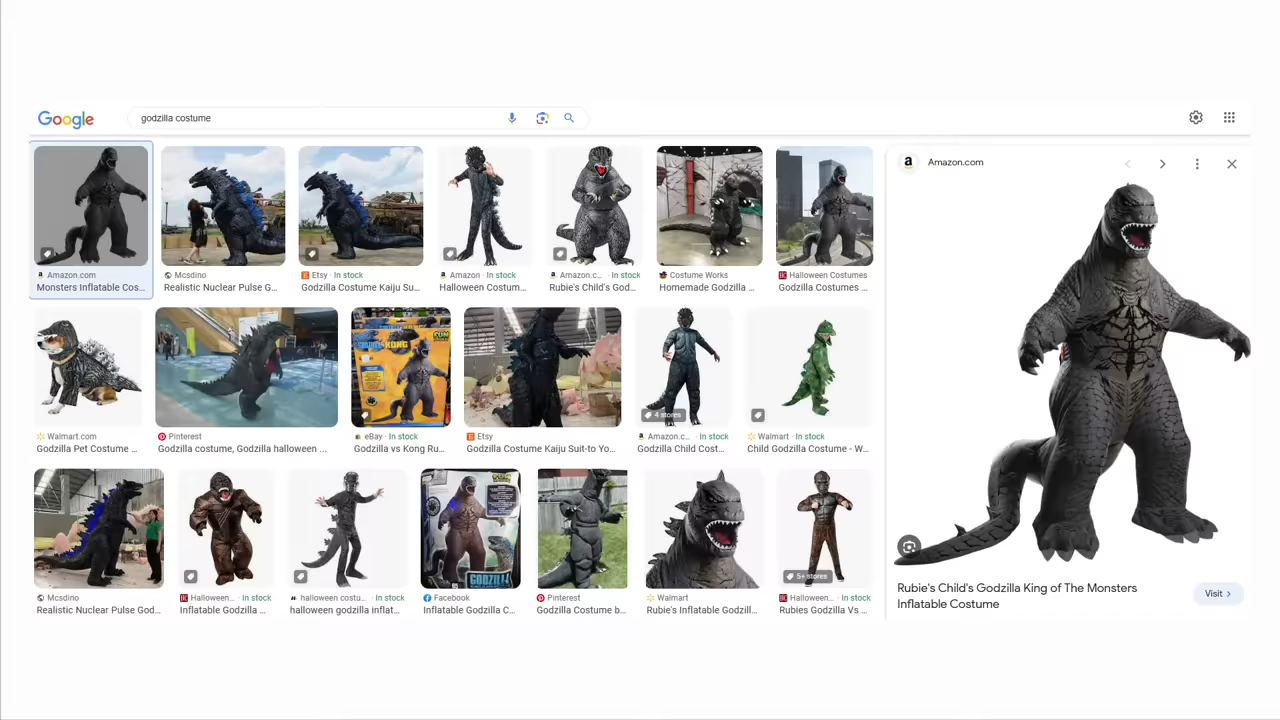 Google
godzilla costume
a
Amazon.com
a Amazon.com
Monsters Inflatable Cos...
Mcsdino
Realistic Nuclear Pulse G...
E Etsy · In stock
Godzilla Costume Kaiju Su...
a Amazon · In stock
Halloween Costum...
a Amazon.c... · In stock
Rubie's Child's God...
Costume Works
Homemade Godzilla ...
Halloween Costumes
Godzilla Costumes ...
KONG
FUN
Walmart.com
Godzilla Pet Costume ...
Pinterest
Godzilla costume, Godzilla halloween ...
eBay · In stock
Godzilla vs Kong Ru...
E Etsy
Godzilla Costume Kaiju Suit-to Yo...
4 stores
a Amazon.c... · In stock
Godzilla Child Cost...
Walmart · In stock
Child Godzilla Costume - W...
GODZILLA
5+ stores
Mcsdino
Realistic Nuclear Pulse God...
Halloween... · In stock
Inflatable Godzilla ...
halloween costu... · In stock
halloween godzilla inflat...
Facebook
Inflatable Godzilla C...
Pinterest
Godzilla Costume b...
Walmart
Rubie's Inflatable Godzill...
Halloween... · In stock
Rubies Godzilla Vs ...
Rubie's Child's Godzilla King of The Monsters
Inflatable Costume
Visit